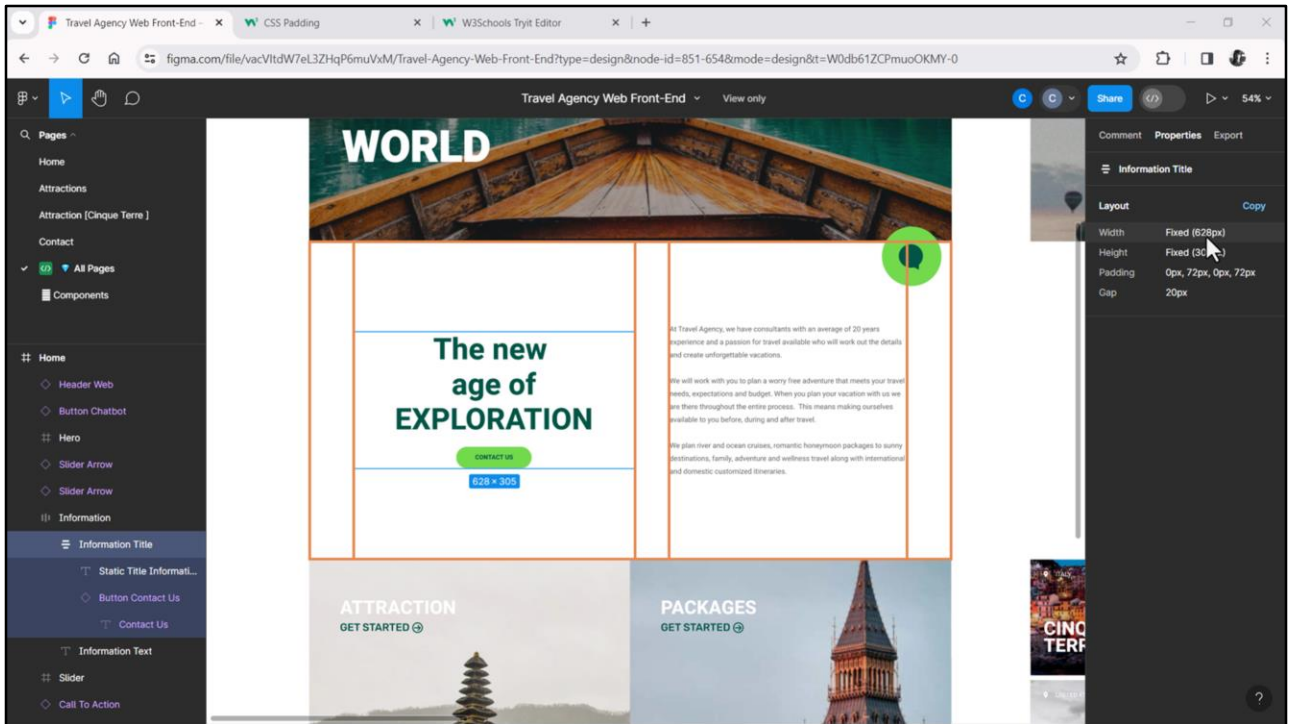 Travel Agency Web Front-End –
CSS Padding
W3Schools Tryit Editor
figma.com/file/vacVItdW7eL3ZHqP6muVxM/Travel-Agency-Web-Front-End?type=design&node-id=851-654&mode=design&t=W0db61ZCPmuoOKMY-0
Travel Agency Web Front-End
View only
C
C
Share
54%
Pages
Home
Attractions
Attraction [Cinque Terre ]
Contact
All Pages
Components
Home
Header Web
Button Chatbot
Hero
Slider Arrow
Slider Arrow
Information
Information Title
Static Title Informati...
Button Contact Us
Contact Us
Information Text
Slider
Call To Action
WORLD
The new
age of
EXPLORATION
CONTACT US
628 × 305
At Travel Agency, we have consultants with an average of 20 years
experience and a passion for travel available who will work out the details
and create unforgettable vacations.
We will work with you to plan a worry free adventure that meets your travel
needs, expectations and budget. When you plan your vacation with us we
are there throughout the entire process. This means making ourselves
available to you before, during and after travel.
We plan river and ocean cruises, romantic honeymoon packages to sunny
destinations, family, adventure and wellness travel along with international
and domestic customized itineraries.
ATTRACTION
GET STARTED
PACKAGES
GET STARTED
ITALY
CINQ
TERR
Comment
Properties
Export
Information Title
Layout
Copy
Width
Fixed (628px)
Height
Fixed (30
Padding
0px, 72px, 0px, 72px
Gap
20px
?